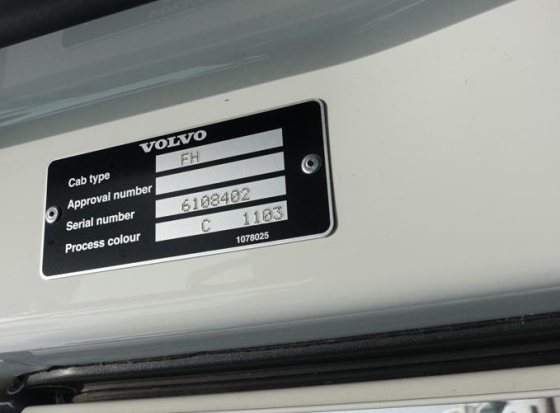 VOLVO
Cab type FH
Approval number
Serial number 6108402
Process colour C 1103
1078025